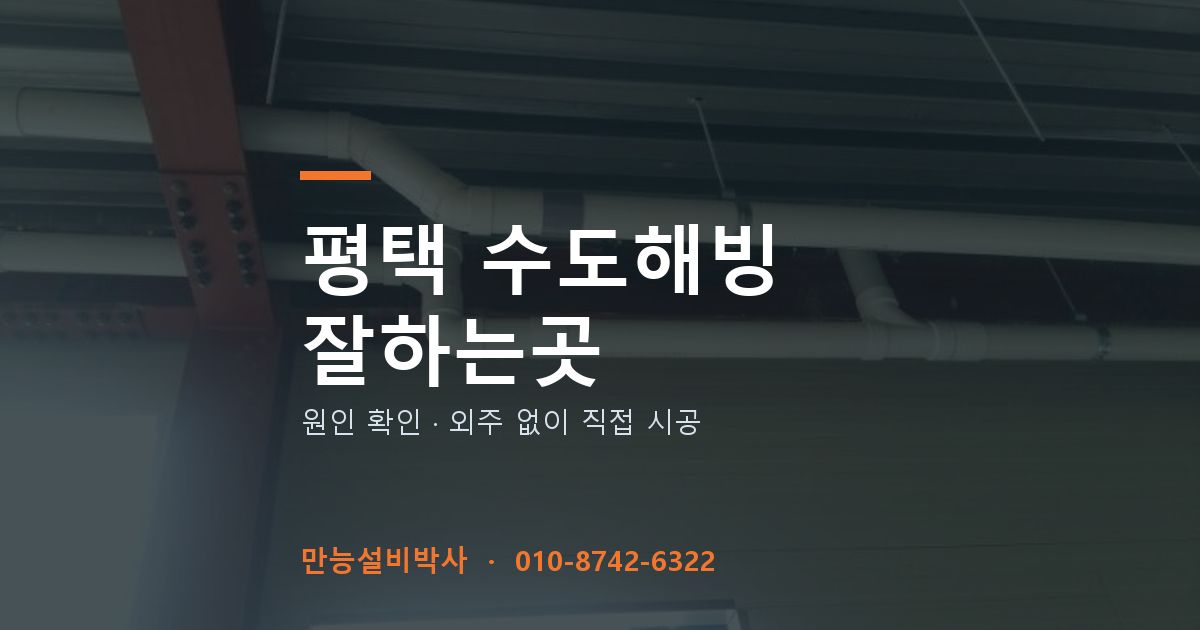 평택 수도해빙
잘하는곳
원인 확인 · 외주 없이 직접 시공
만능설비박사 · 010-8742-6322